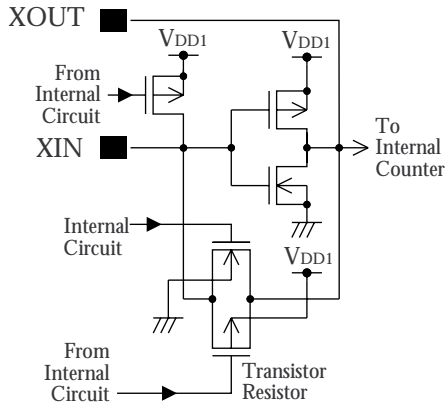 XOUT
VDD1
VDD1
From
Internal
Circuit
To
Internal
Counter
XIN
Internal
Circuit
VDD1
From
Internal
Circuit
Transistor
Resistor